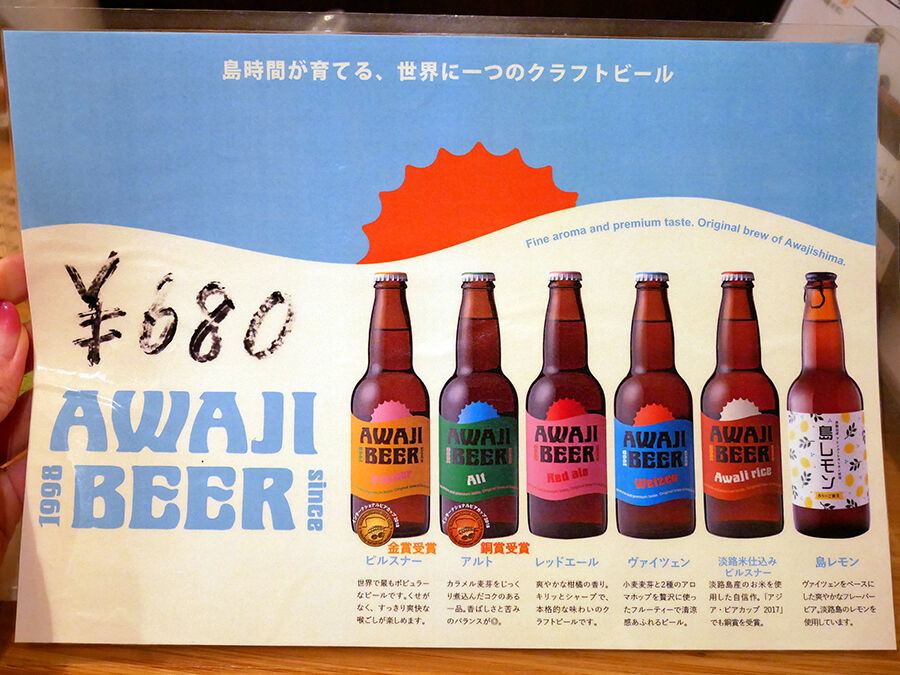 島時間が育てる、世界に一つのクラフトビール
Fine aroma and premium taste. Original brew of Awajishima.
¥680
AWAJI
BEER
1998
since
AWAJI
BEER
Pilsner
AWAJI
BEER
Alt
AWAJI
BEER
Red ale
AWAJI
BEER
Weizen
AWAJI
BEER
Awaji rice
島レモン
金賞受賞
ピルスナー
世界で最もポピュラー
なビールです。くせが
なく、すっきり爽快な
喉ごしが楽しめます。
銅賞受賞
アルト
カラメル麦芽をじっく
り煮込んだコクのある
一品。香ばしさと苦み
のバランスが◎。
レッドエール
爽やかな柑橘の香り。
キリッとシャープで、
本格的な味わいのク
ラフトビールです。
ヴァイツェン
小麦麦芽と2種のアロ
マホップを贅沢に使っ
たフルーティーで清涼
感あふれるビール。
淡路米仕込み
ピルスナー
淡路島産のお米を使
用した自信作。「アジ
ア・ビアカップ 2017」
でも銅賞を受賞。
島レモン
ヴァイツェンをベースに
した爽やかなフレーバー
ビア。淡路島のレモンを
使用しています。